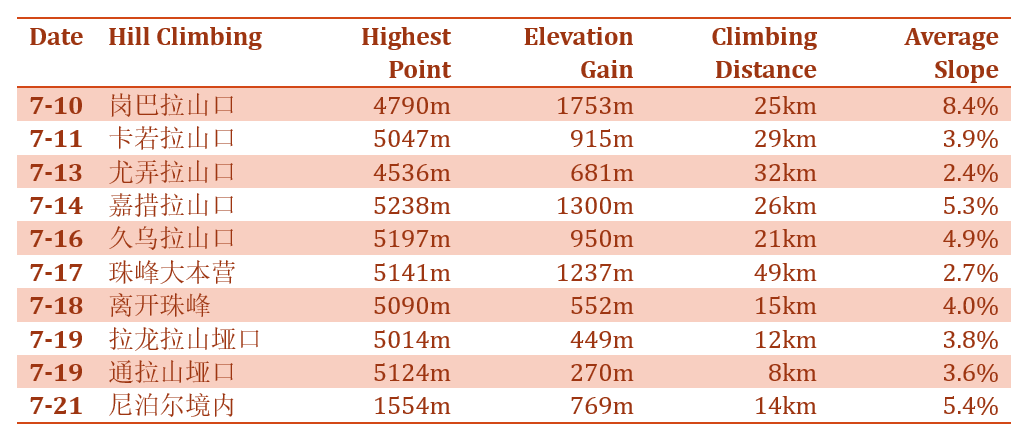 Date Hill Climbing Highest Point Elevation Gain Climbing Distance Average Slope
7-10 岗巴拉山口 4790m 1753m 25km 8.4%
7-11 卡若拉山口 5047m 915m 29km 3.9%
7-13 尤弄拉山口 4536m 681m 32km 2.4%
7-14 嘉措拉山口 5238m 1300m 26km 5.3%
7-16 久乌拉山口 5197m 950m 21km 4.9%
7-17 珠峰大本营 5141m 1237m 49km 2.7%
7-18 离开珠峰 5090m 552m 15km 4.0%
7-19 拉龙拉山垭口 5014m 449m 12km 3.8%
7-19 通拉山垭口 5124m 270m 8km 3.6%
7-21 尼泊尔境内 1554m 769m 14km 5.4%